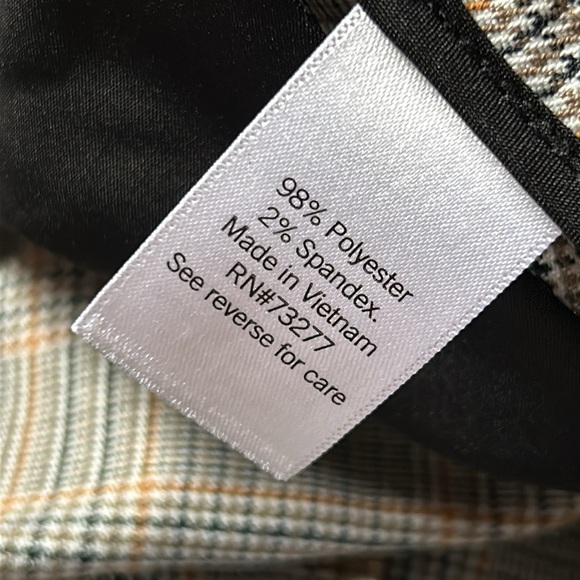 98% Polyester
2% Spandex.
Made in Vietnam
RN#73277
See reverse for care